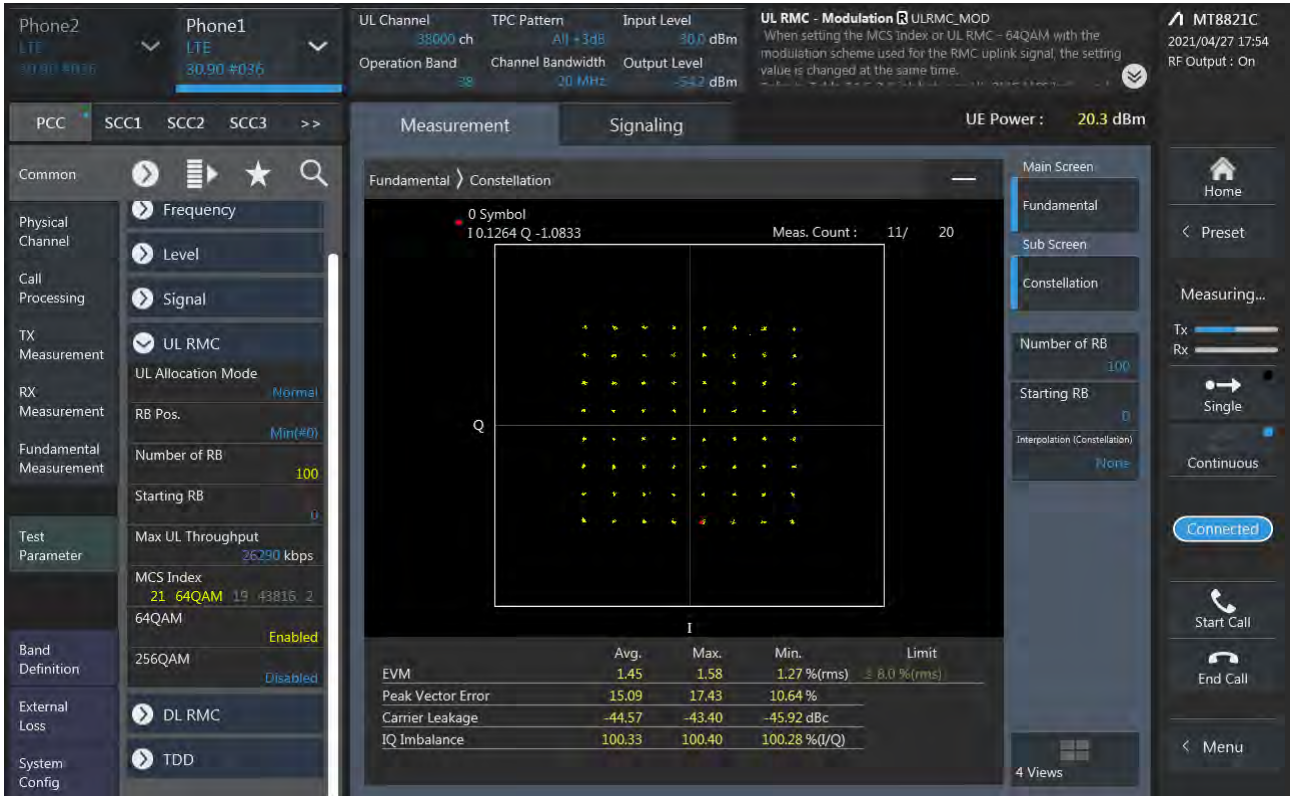 Phone2
LTE
30.90 #036
Phone1
LTE
30.90 #036
UL Channel
38000 ch
Operation Band
38
TPC Pattern
All +3dB
Channel Bandwidth
20 MHz
Input Level
30.0 dBm
Output Level
-54.2 dBm
UL RMC - Modulation R ULRMC_MOD
When setting the MCS Index or UL RMC - 64QAM with the
modulation scheme used for the RMC uplink signal, the setting
value is changed at the same time.
MT8821C
2021/04/27 17:54
RF Output : On
PCC SCC1 SCC2 SCC3 >>
Measurement
Signaling
UE Power : 20.3 dBm
Common
Physical
Channel
Call
Processing
TX
Measurement
RX
Measurement
Fundamental
Measurement
Test
Parameter
Band
Definition
External
Loss
System
Config
Frequency
Level
Signal
UL RMC
UL Allocation Mode
Normal
RB Pos.
Min(#0)
Number of RB
100
Starting RB
0
Max UL Throughput
26290 kbps
MCS Index
21 64QAM 19 43816 2
64QAM
Enabled
256QAM
Disabled
DL RMC
TDD
Fundamental > Constellation
0 Symbol
I 0.1264 Q -1.0833
Meas. Count : 11/ 20
Q
I
Avg. Max. Min. Limit
EVM 1.45 1.58 1.27 %(rms) ≤ 8.0 %(rms)
Peak Vector Error 15.09 17.43 10.64 %
Carrier Leakage -44.57 -43.40 -45.92 dBc
IQ Imbalance 100.33 100.40 100.28 %(I/Q)
Main Screen
Fundamental
Sub Screen
Constellation
Number of RB
100
Starting RB
0
Interpolation (Constellation)
None
4 Views
Home
< Preset
Measuring...
Tx
Rx
Single
Continuous
Connected
Start Call
End Call
< Menu